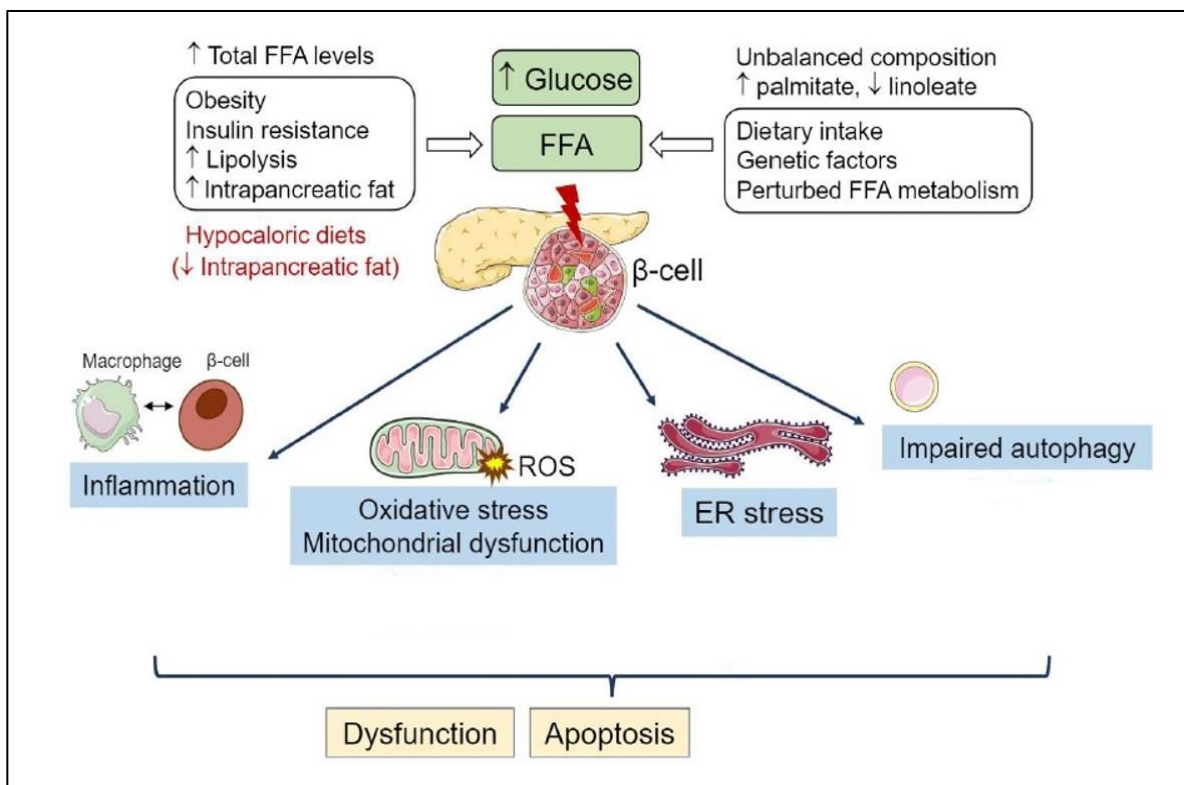 ↑ Total FFA levels
Obesity
Insulin resistance
↑ Lipolysis
↑ Intrapancreatic fat
Hypocaloric diets
(↓ Intrapancreatic fat)
↑ Glucose
FFA
Unbalanced composition
↑ palmitate, ↓ linoleate
Dietary intake
Genetic factors
Perturbed FFA metabolism
β-cell
Macrophage
β-cell
Inflammation
ROS
Oxidative stress
Mitochondrial dysfunction
ER stress
Impaired autophagy
Dysfunction
Apoptosis